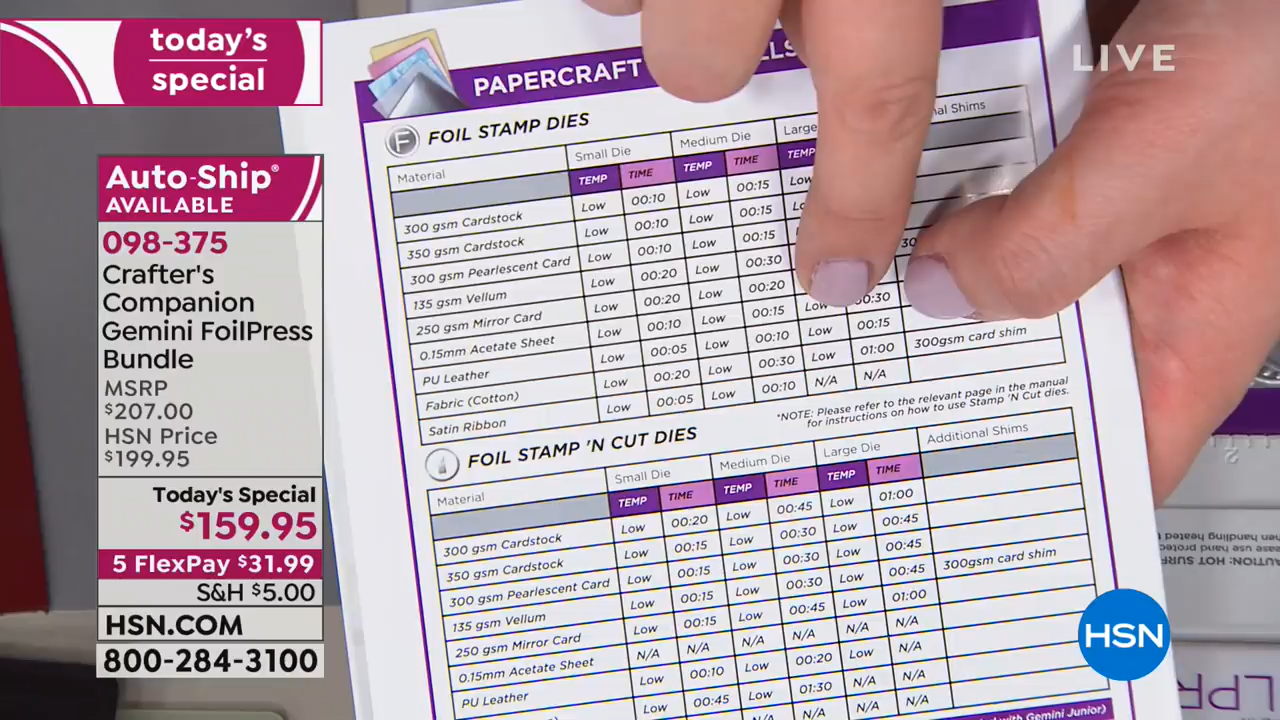 today's
special
LIVE
Auto-Ship®
AVAILABLE
098-375
Crafter's
Companion
Gemini FoilPress
Bundle
MSRP
$207.00
HSN Price
$199.95
Today's Special
$159.95
5 FlexPay $31.99
S&H $5.00
HSN.COM
800-284-3100
PAPERCRAFT
F FOIL STAMP DIES
Material Small Die Medium Die Large Shims
TEMP TIME TEMP TIME TEMP
300 gsm Cardstock Low 00:10 Low 00:15 Low
350 gsm Cardstock Low 00:10 Low 00:15
300 gsm Pearlescent Card Low 00:10 Low 00:15
135 gsm Vellum Low 00:20 Low 00:30
250 gsm Mirror Card Low 00:20 Low 00:20
0.15mm Acetate Sheet Low 00:10 Low 00:15 Low 00:30
PU Leather Low 00:05 Low 00:10 Low 00:15
Fabric (Cotton) Low 00:20 Low 00:30 Low 01:00 300gsm card shim
Satin Ribbon Low 00:05 Low 00:10 N/A N/A
*NOTE: Please refer to the relevant page in the manual
for instructions on how to use Stamp 'N Cut dies.
FOIL STAMP 'N CUT DIES
Material Small Die Medium Die Large Die Additional Shims
TEMP TIME TEMP TIME TEMP TIME
300 gsm Cardstock Low 00:20 Low 00:45 Low 01:00
350 gsm Cardstock Low 00:15 Low 00:30 Low 00:45
300 gsm Pearlescent Card Low 00:15 Low 00:30 Low 00:45
135 gsm Vellum Low 00:15 Low 00:30 Low 00:45 300gsm card shim
250 gsm Mirror Card Low 00:15 Low 00:45 Low 01:00
0.15mm Acetate Sheet N/A N/A N/A N/A N/A N/A
PU Leather Low 00:10 Low 00:20 Low N/A
Low 00:45 Low 01:30 N/A N/A
N/A N/A N/A
with Gemini Junior.)
CAUTION: HOT SURF
HSN